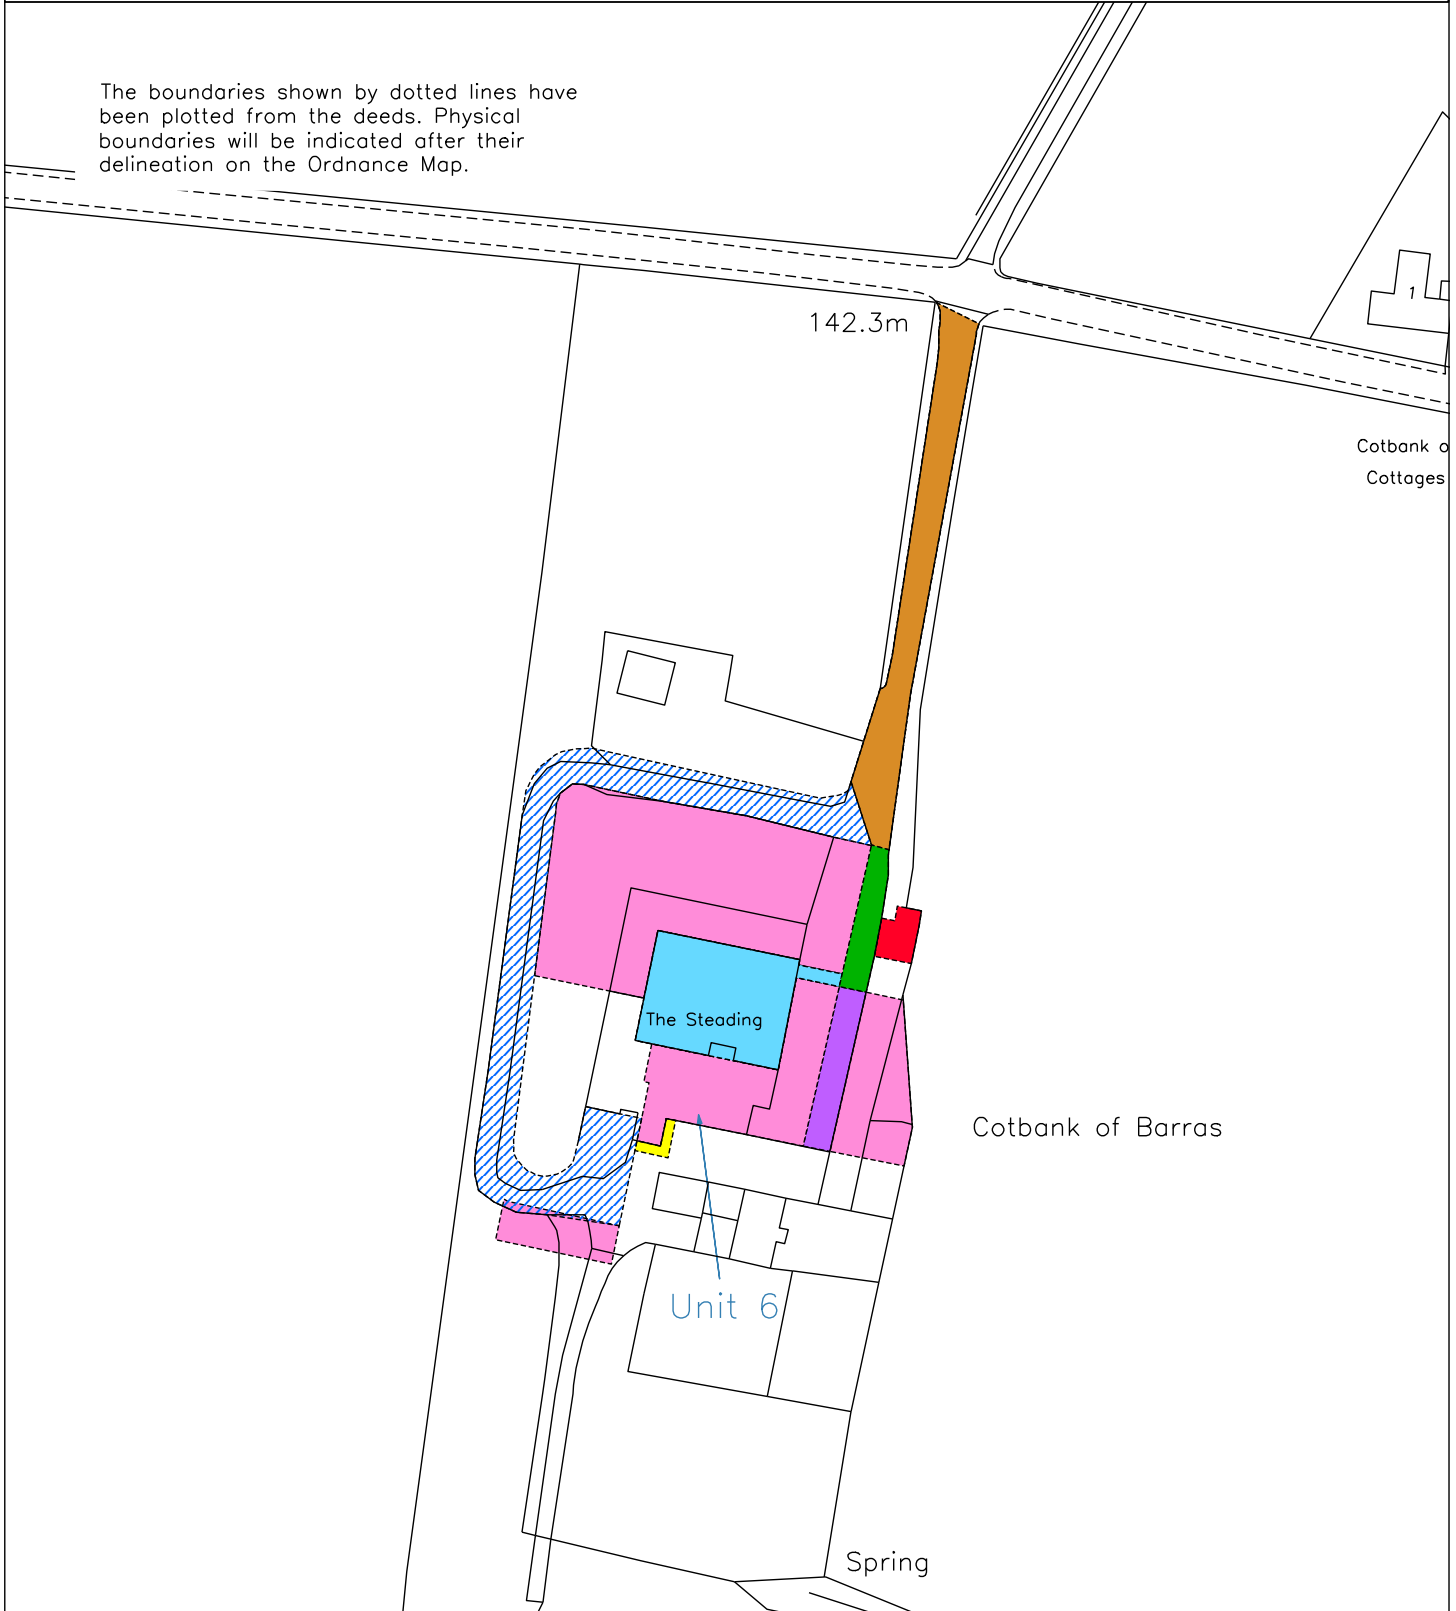 The boundaries shown by dotted lines have
been plotted from the deeds. Physical
boundaries will be indicated after their
delineation on the Ordnance Map.
1
142.3m
Cotbank o
Cottages
The Steading
Cotbank of Barras
Unit 6
Spring